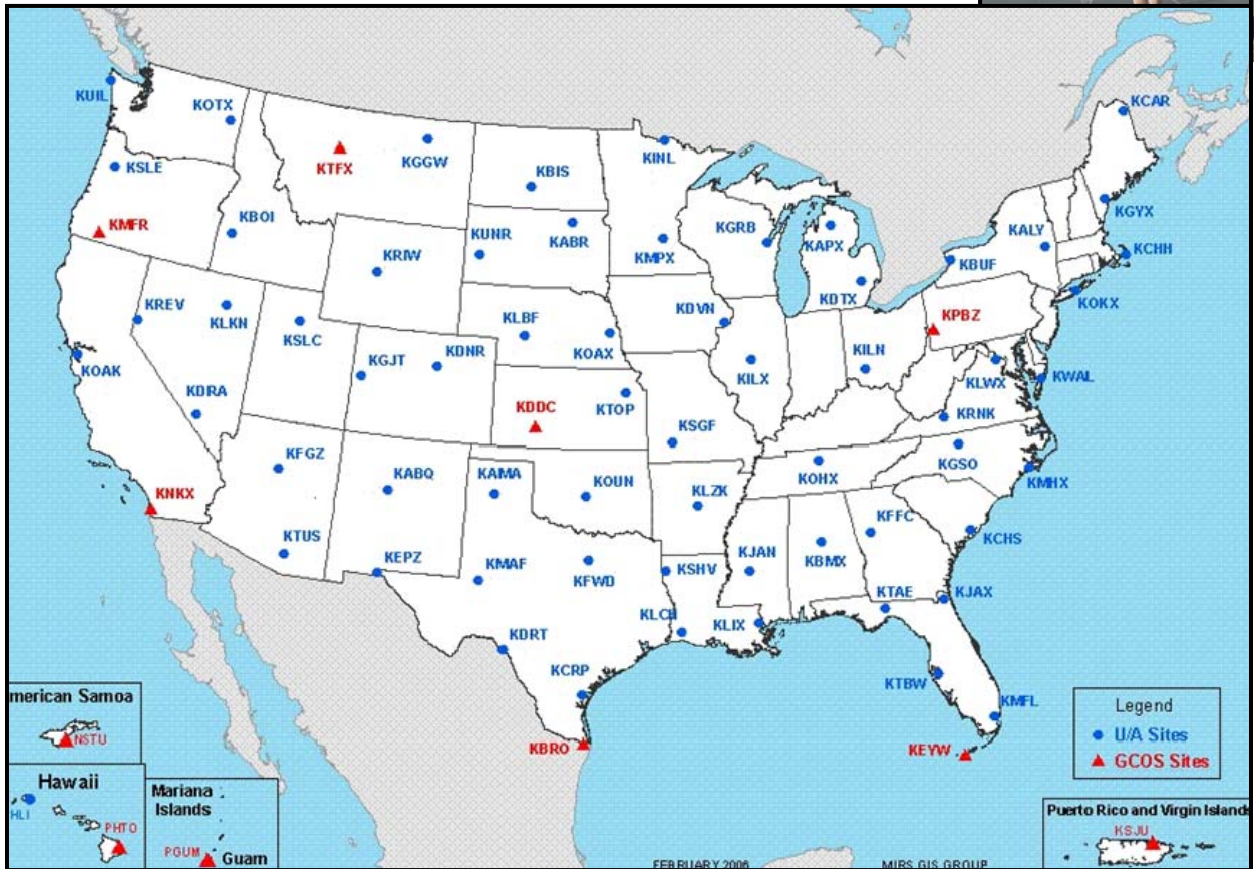 KCAR
KUIL
KOTX
KINL
KGGW
KTFX
KSLE
KBIS
KGYX
KBOI
KMFR
KUNR
KABR
KGRB
KALY
KAPX
KCHH
KRIW
KMPX
KBUF
KREV
KLKN
KLBF
KDVN
KDTX
KOKX
KPBZ
KSLC
KOAX
KDNR
KGJT
KILN
KOAK
KILX
KLWX
KWAL
KDRA
KDDC
KTOP
KRNK
KSGF
KFGZ
KGSO
KABQ
KAMA
KOUN
KOHX
KMHX
KNKX
KLZK
KFFC
KTUS
KCHS
KEPZ
KMAF
KFWD
KSHV
KJAN
KBMX
KTAE
KJAX
KLCH
KLIX
KDRT
KCRP
KTBW
KMFL
KBRO
KEYW
merican Samoa
NSTU
Hawaii
HLI
PHTO
Mariana
Islands
PGUM
Guam
Legend
U/A Sites
GCOS Sites
Puerto Rico and Virgin Islands
KSJU
FEBRUARY 2006
MIRS GIS GROUP